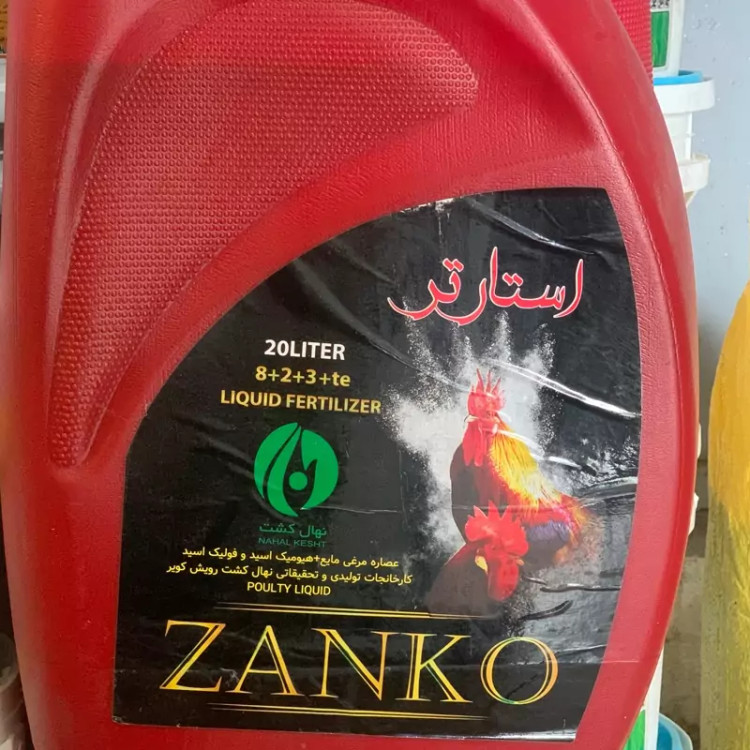 استارتر
20LITER
8+2+3+te
LiQUID FERTILIZER
نهال کشت
NAHAL KESHT
عصاره مرغی مایع+هیومیک اسید و فولیک اسید
کارخانجات تولیدی و تحقیقاتی نهال کشت رویش کویر
POULTY LIQUID
ZANKO